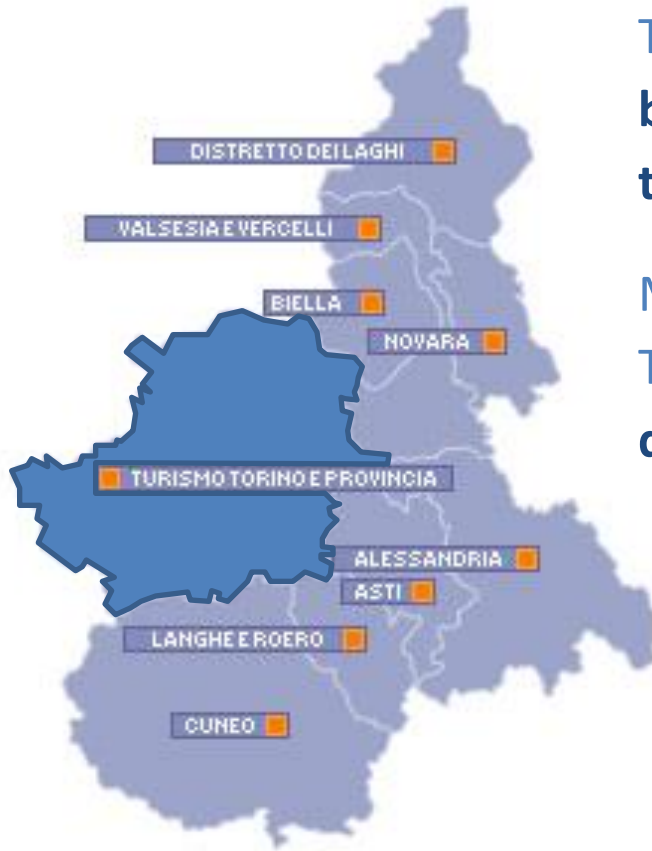 DISTRETTO DEI LAGHI
VALSESIA E VERCELLI
BIELLA
NOVARA
TURISMO TORINO E PROVINCIA
ALESSANDRIA
ASTI
LANGHE E ROERO
CUNEO